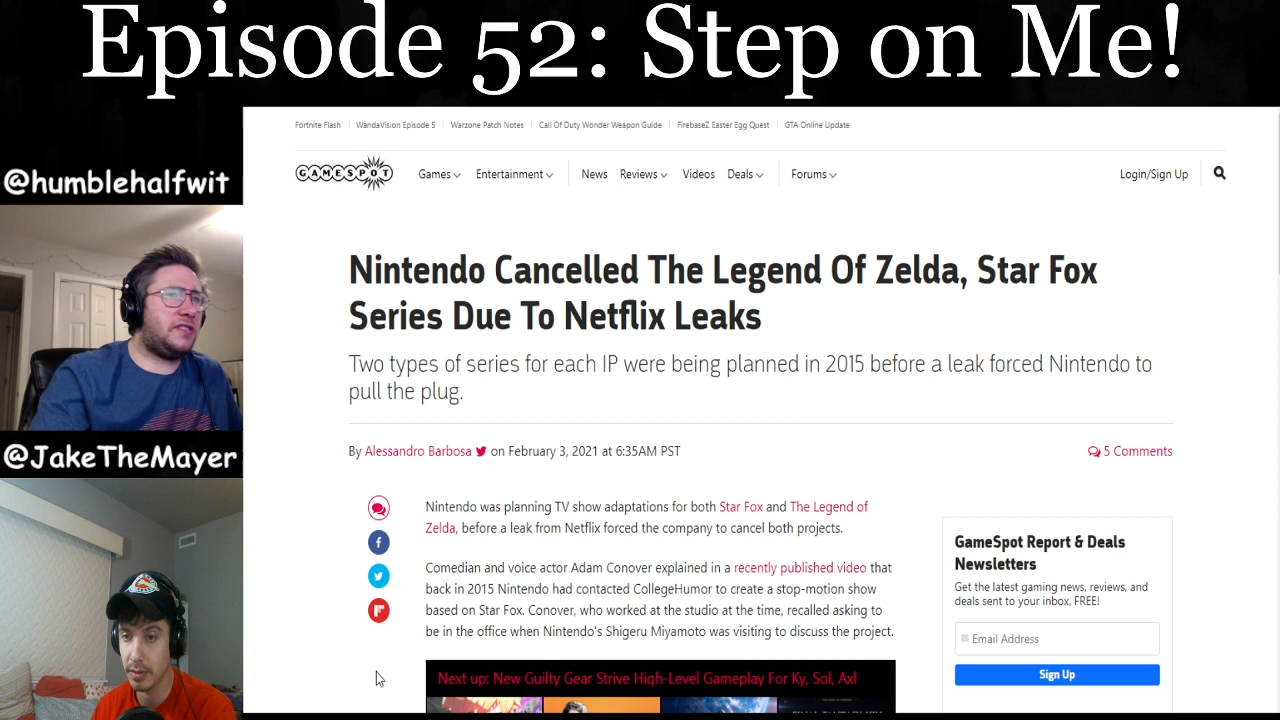 Episode 52: Step on Me!
Fortnite Flash
WandaVision Episode 5
Warzone Patch Notes
Call Of Duty Wonder Weapon Guide
FirebaseZ Easter Egg Quest
GTA Online Update
@humblehalfwit
GAMESPOT
Games
Entertainment
News
Reviews
Videos
Deals
Forums
Login/Sign Up
Nintendo Cancelled The Legend Of Zelda, Star Fox
Series Due To Netflix Leaks
Two types of series for each IP were being planned in 2015 before a leak forced Nintendo to
pull the plug.
@JakeTheMayer
By Alessandro Barbosa on February 3, 2021 at 6:35AM PST
5 Comments
Nintendo was planning TV show adaptations for both Star Fox and The Legend of
Zelda, before a leak from Netflix forced the company to cancel both projects.
Comedian and voice actor Adam Conover explained in a recently published video that
back in 2015 Nintendo had contacted CollegeHumor to create a stop-motion show
based on Star Fox. Conover, who worked at the studio at the time, recalled asking to
be in the office when Nintendo's Shigeru Miyamoto was visiting to discuss the project.
Next up: New Guilty Gear Strive High-Level Gameplay For Ky, Sol, Axl
GameSpot Report & Deals
Newsletters
Get the latest gaming news, reviews, and
deals sent to your inbox, FREE!
Email Address
Sign Up